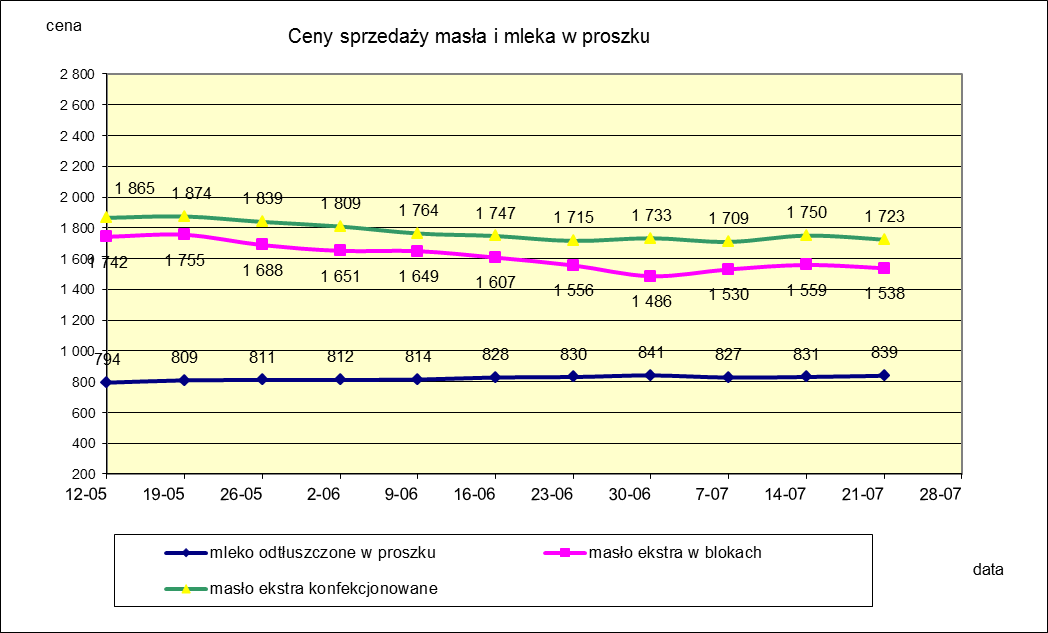 cena
Ceny sprzedaży masła i mleka w proszku
2 800
2 600
2 400
2 200
2 000
1 800
1 600
1 400
1 200
1 000
800
600
400
200
1 865 1 874 1 839 1 809 1 764 1 747 1 715 1 733 1 709 1 750 1 723
1 742 1 755 1 688 1 651 1 649 1 607 1 556 1 486 1 530 1 559 1 538
794 809 811 812 814 828 830 841 827 831 839
12-05 19-05 26-05 2-06 9-06 16-06 23-06 30-06 7-07 14-07 21-07 28-07
mleko odtłuszczone w proszku masło ekstra w blokach
masło ekstra konfekcjonowane
data